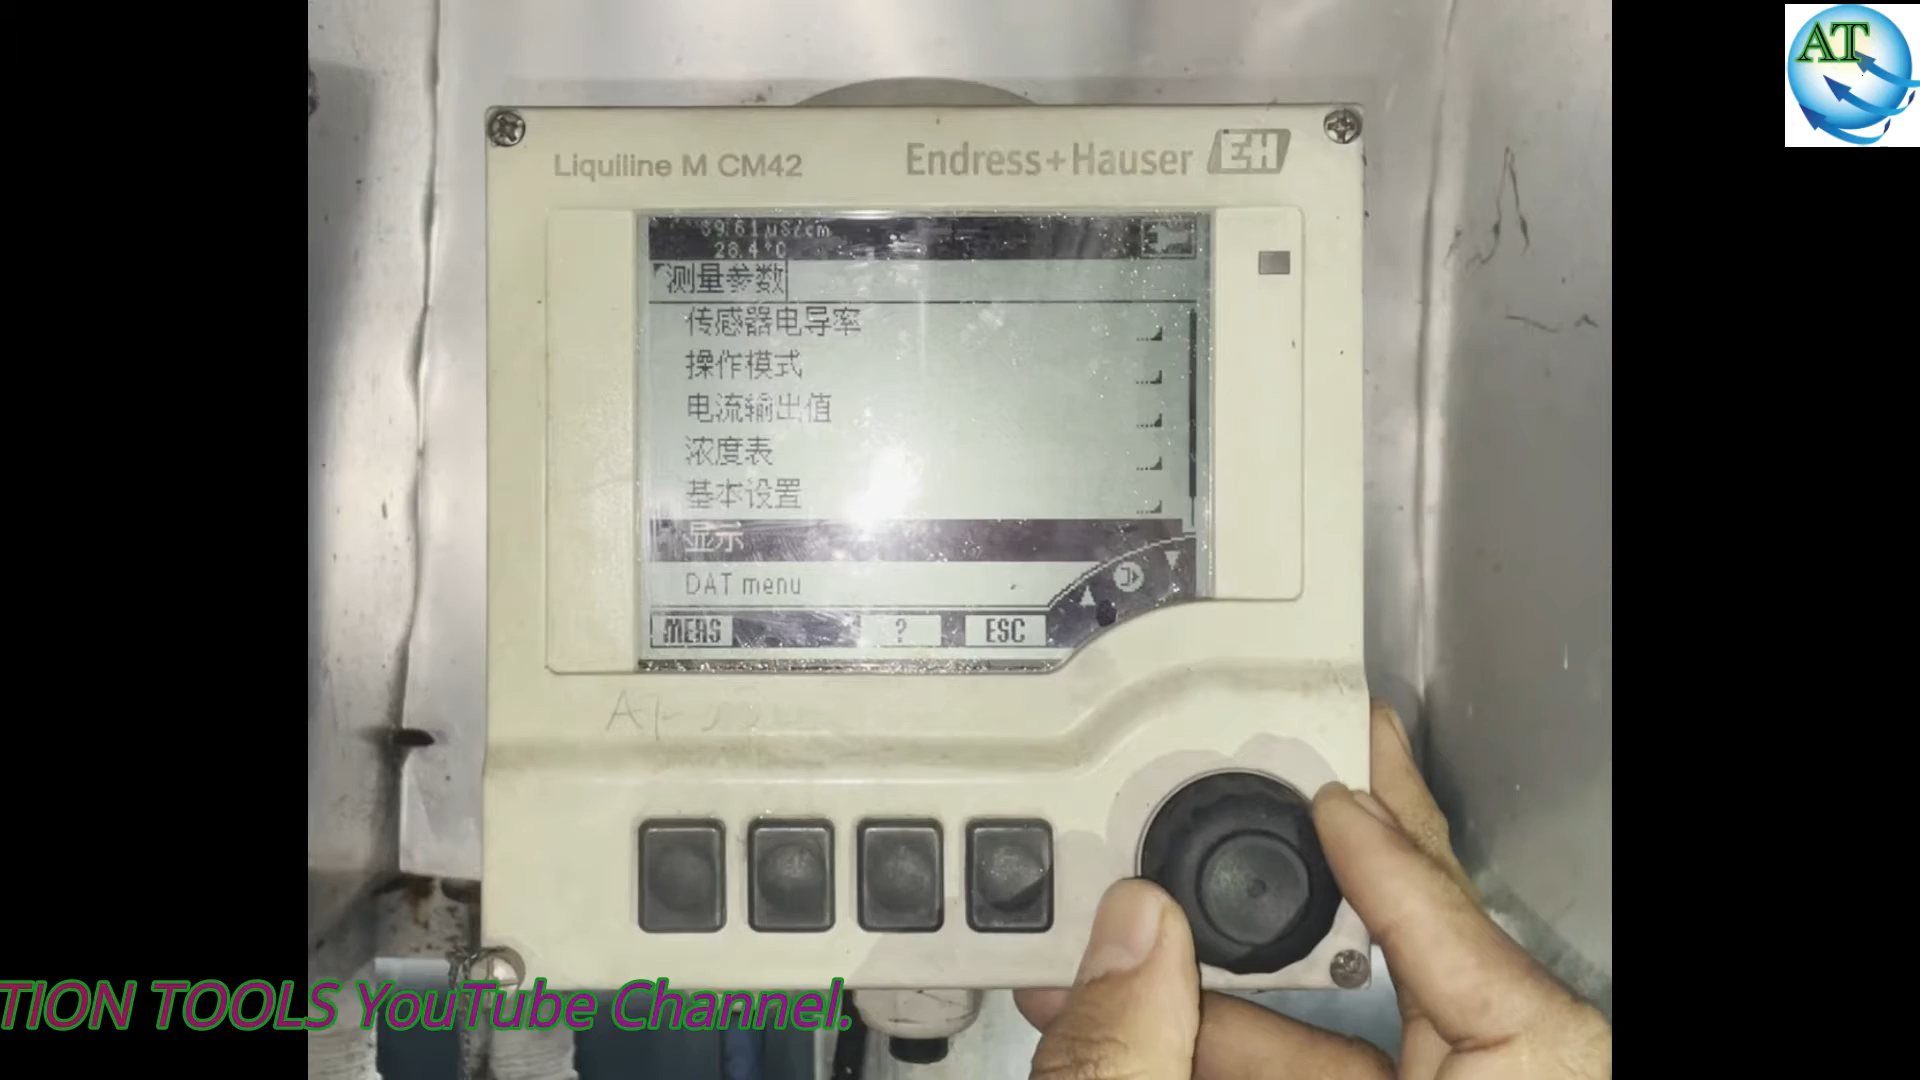 AT
Liquiline M CM42
Endress+Hauser EH
89.61 µS/cm
28.4°C
测量参数
传感器电导率
操作模式
电流输出值
浓度表
基本设置
显示
DAT menu
MEAS ? ESC
TION TOOLS YouTube Channel.